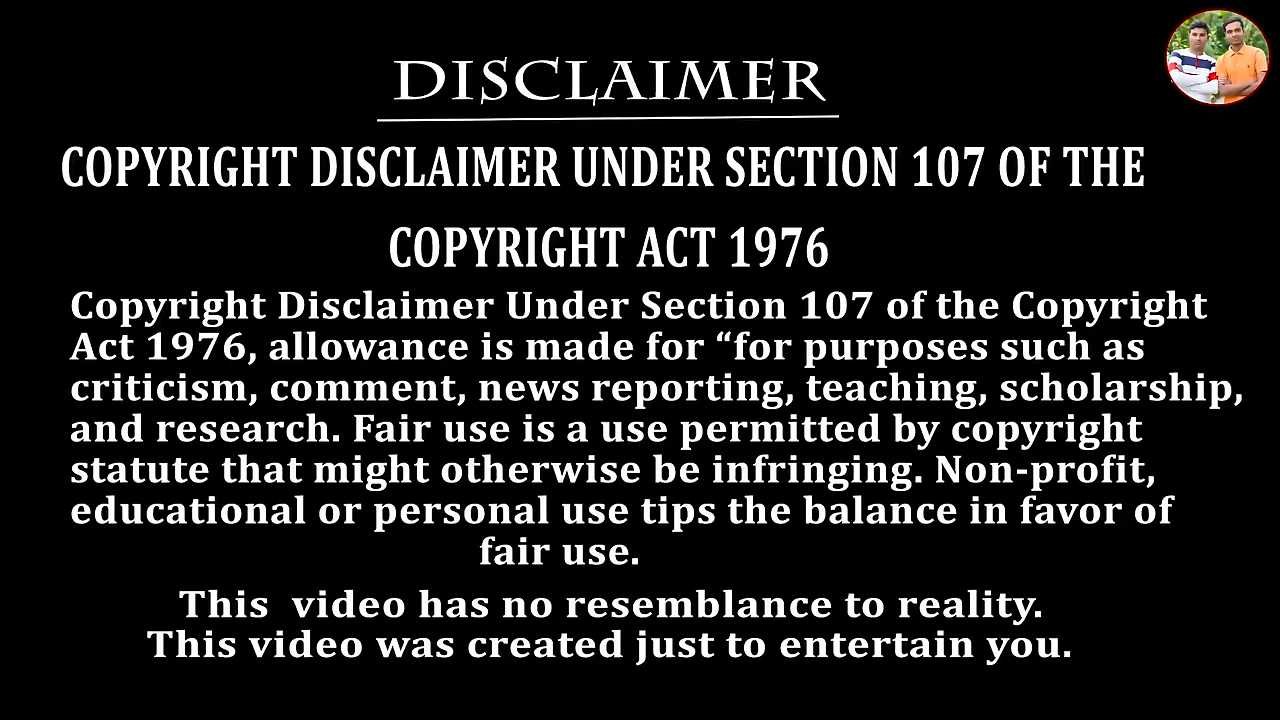 DISCLAIMER
COPYRIGHT DISCLAIMER UNDER SECTION 107 OF THE
COPYRIGHT ACT 1976
Copyright Disclaimer Under Section 107 of the Copyright
Act 1976, allowance is made for “for purposes such as
criticism, comment, news reporting, teaching, scholarship,
and research. Fair use is a use permitted by copyright
statute that might otherwise be infringing. Non-profit,
educational or personal use tips the balance in favor of
fair use.
This  video has no resemblance to reality.
This video was created just to entertain you.